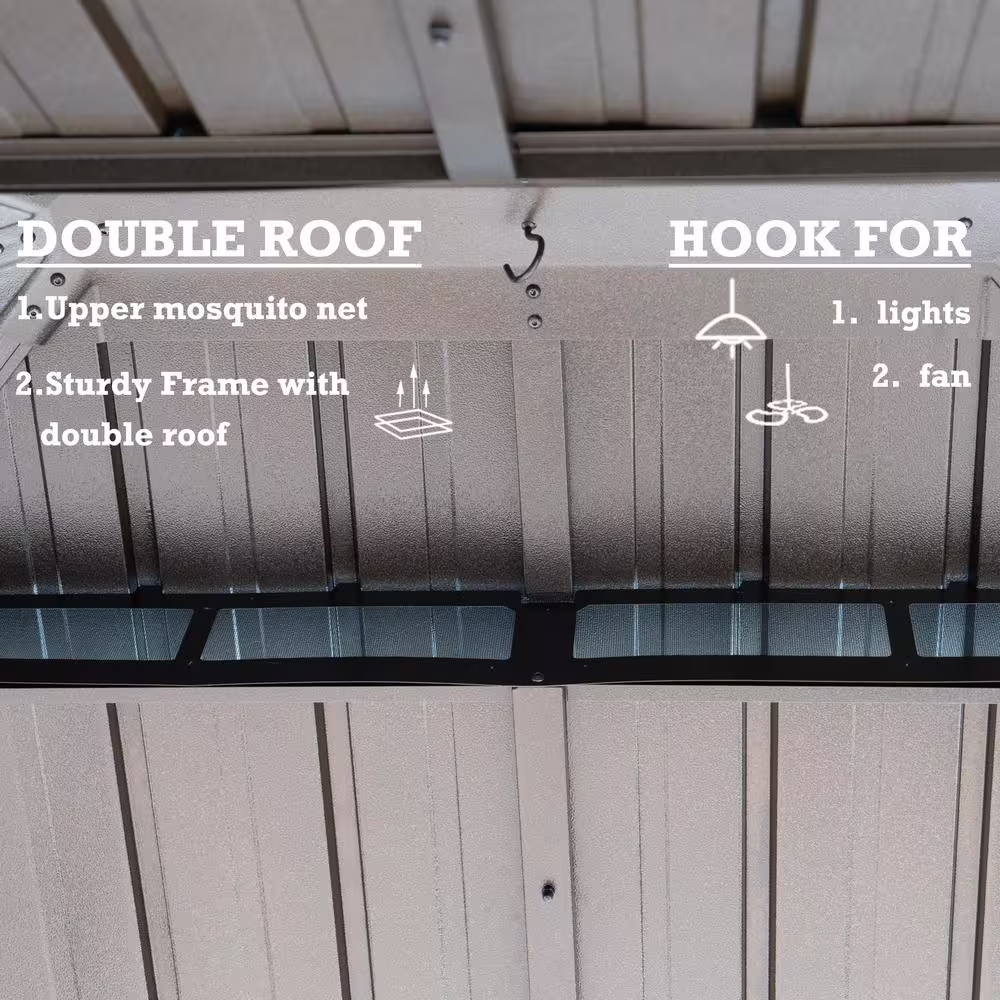 DOUBLE ROOF
1.Upper mosquito net
2.Sturdy Frame with
double roof
HOOK FOR
1. lights
2. fan